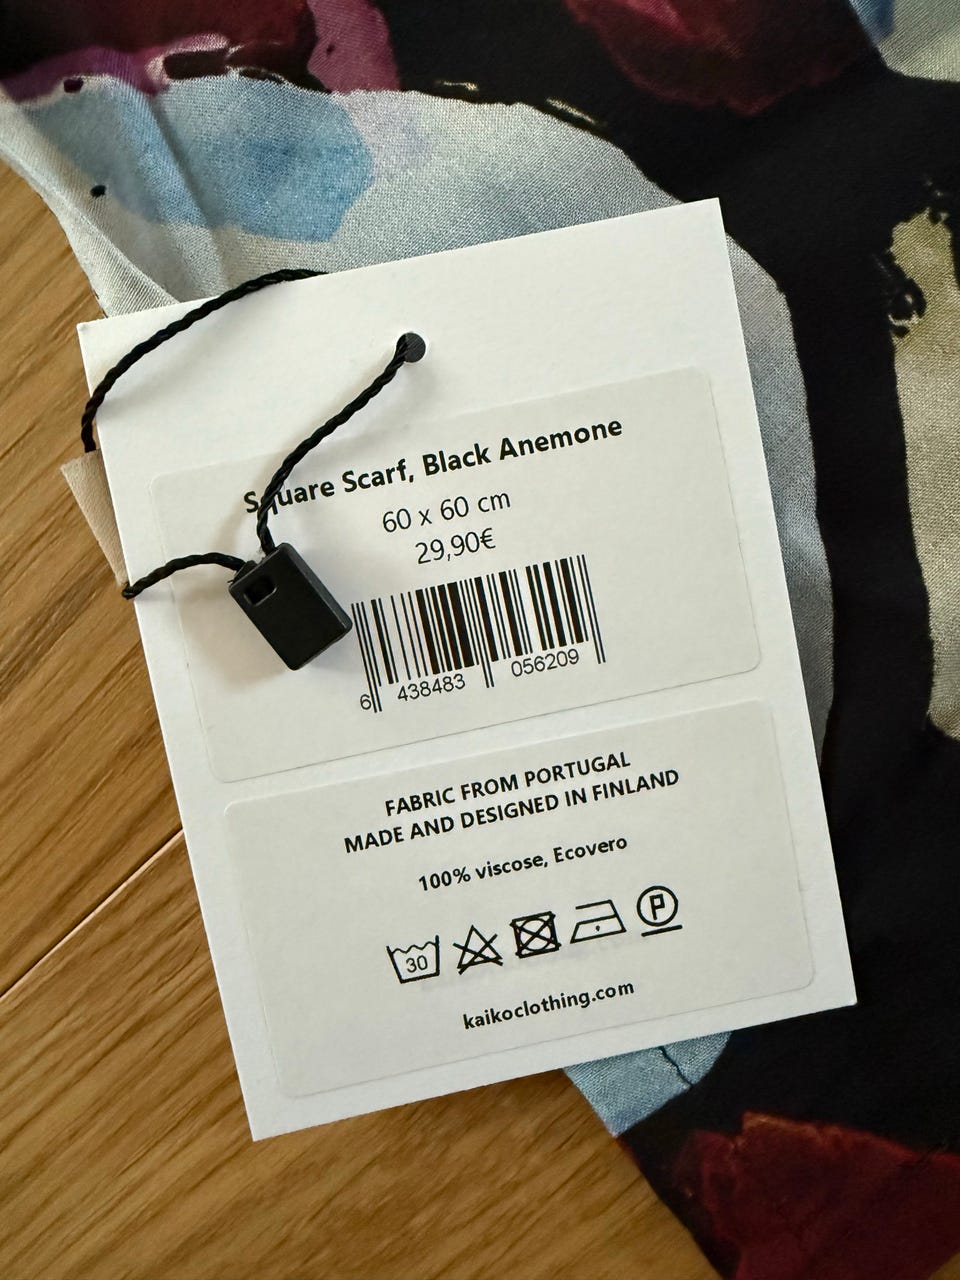 Square Scarf, Black Anemone
60 x 60 cm
29,90€
6 438483 056209
FABRIC FROM PORTUGAL
MADE AND DESIGNED IN FINLAND
100% viscose, Ecovero
30 P
kaikoclothing.com